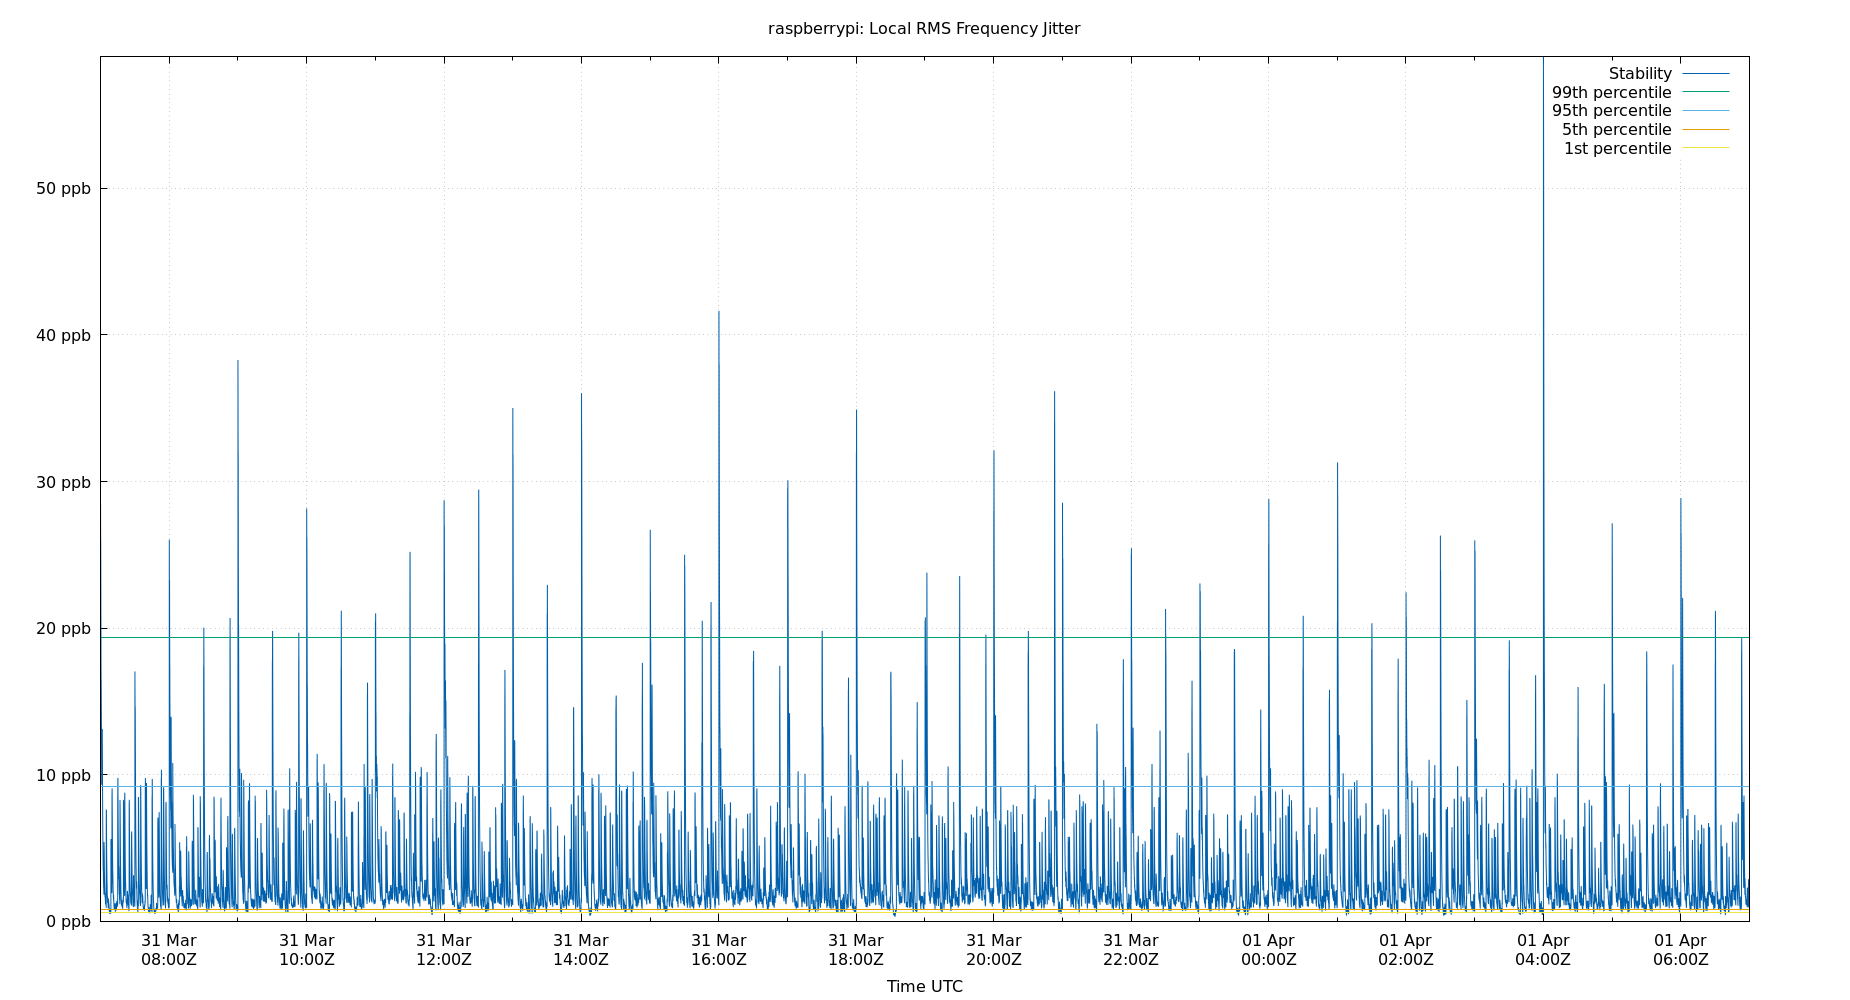 raspberrypi: Local RMS Frequency Jitter
Stability
99th percentile
95th percentile
5th percentile
1st percentile
50 ppb
40 ppb
30 ppb
20 ppb
10 ppb
0 ppb
31 Mar 31 Mar 31 Mar 31 Mar 31 Mar 31 Mar 31 Mar 31 Mar 01 Apr 01 Apr 01 Apr 01 Apr
08:00Z 10:00Z 12:00Z 14:00Z 16:00Z 18:00Z 20:00Z 22:00Z 00:00Z 02:00Z 04:00Z 06:00Z
Time UTC